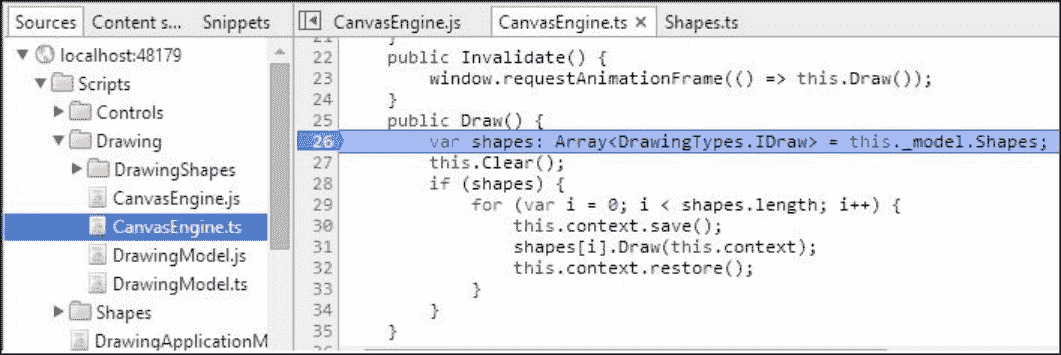 Sources Content s... Snippets
localhost:48179
Scripts
Controls
Drawing
DrawingShapes
CanvasEngine.js
CanvasEngine.ts
DrawingModel.js
DrawingModel.ts
Shapes
DrawingApplicationM
CanvasEngine.js CanvasEngine.ts × Shapes.ts
21 }
22 public Invalidate() {
23 window.requestAnimationFrame(() => this.Draw());
24 }
25 public Draw() {
26 var shapes: Array<DrawingTypes.IDraw> = this._model.Shapes;
27 this.Clear();
28 if (shapes) {
29 for (var i = 0; i < shapes.length; i++) {
30 this.context.save();
31 shapes[i].Draw(this.context);
32 this.context.restore();
33 }
34 }
35 }
36